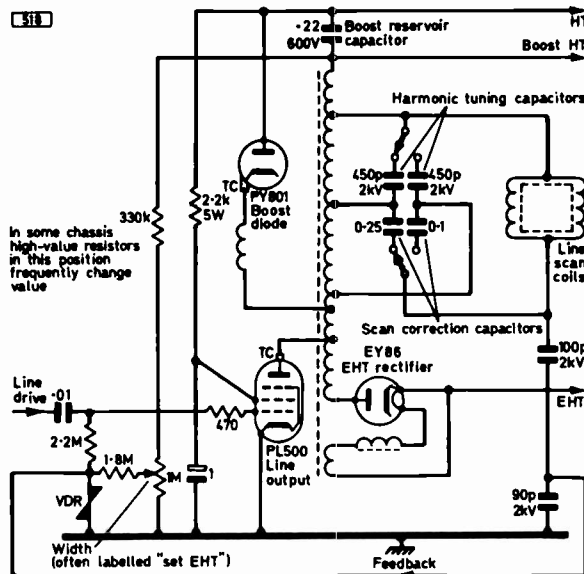 518
HT
·22
600V
Boost reservoir
capacitor
Boost HT
Harmonic tuning capacitors
TC
PY801
Boost
diode
2·2k
5W
450p
2kV
450p
2kV
330k
In some chassis
high-value resistors
in this position
frequently change
value
0·25
0·1
Line
scan
coils
Scan correction capacitors
TC
EY86
EHT rectifier
100p
2kV
Line
drive
·01
EHT
470
2·2M
PL500
Line
output
1·8M
1M
1
VDR
90p
2kV
Width
(often labelled "set EHT")
Feedback